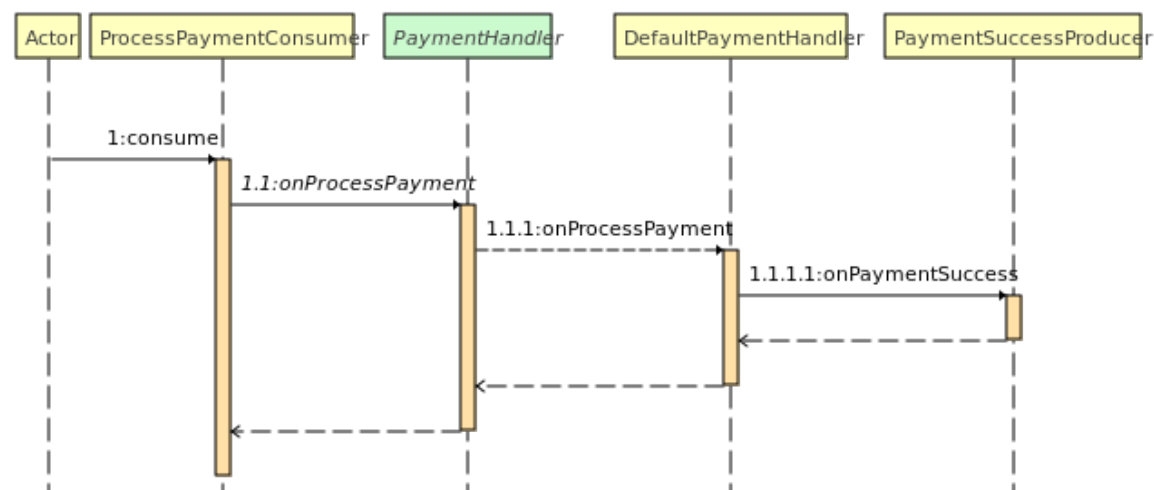 Actor
ProcessPaymentConsumer
PaymentHandler
DefaultPaymentHandler
PaymentSuccessProducer
1:consume
1.1:onProcessPayment
1.1.1:onProcessPayment
1.1.1.1:onPaymentSuccess